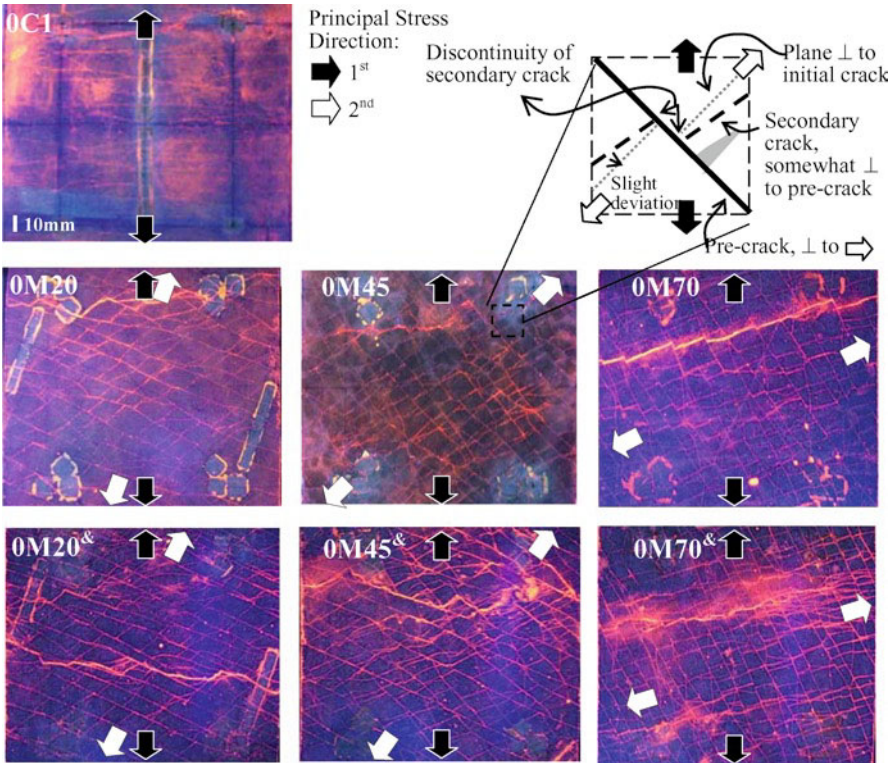 0C1
10mm
Principal Stress
Direction:
1st
2nd
Discontinuity of
secondary crack
Plane ⊥ to
initial crack
Secondary
crack,
somewhat ⊥
to pre-crack
Slight
deviation
Pre-crack, ⊥ to
0M20
0M45
0M70
0M20&
0M45&
0M70&